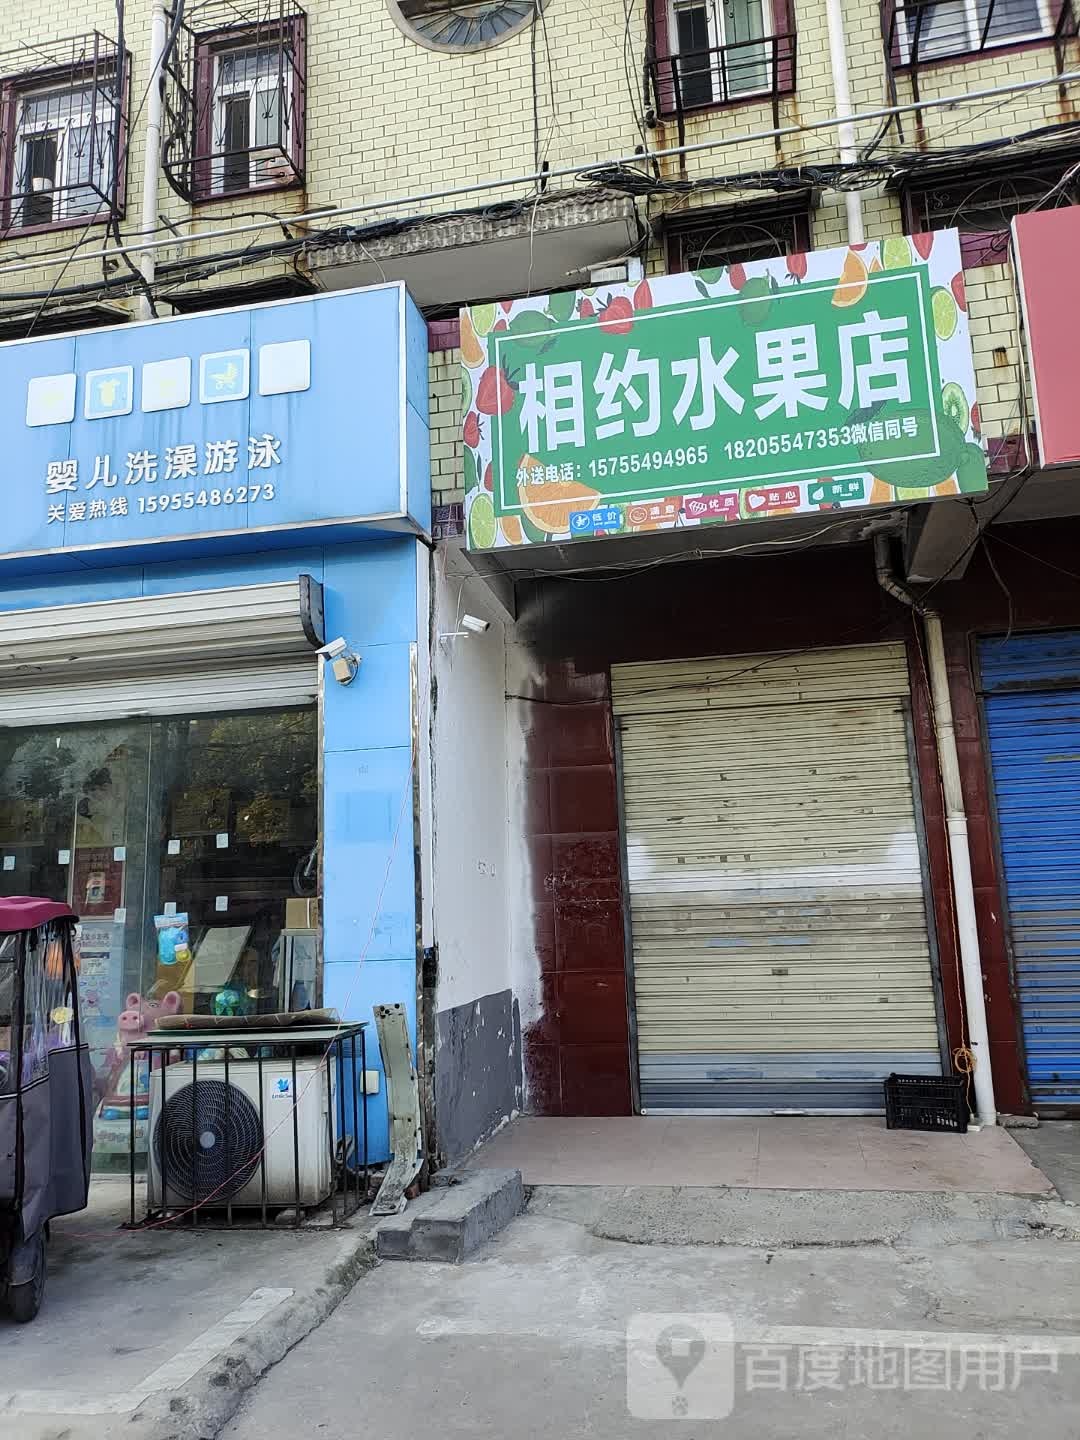 婴儿洗澡游泳
关爱热线 15955486273
相约水果店
外送电话：15755494965 18205547353微信同号
低价 满意 优质 贴心 新鲜
百度地图用户